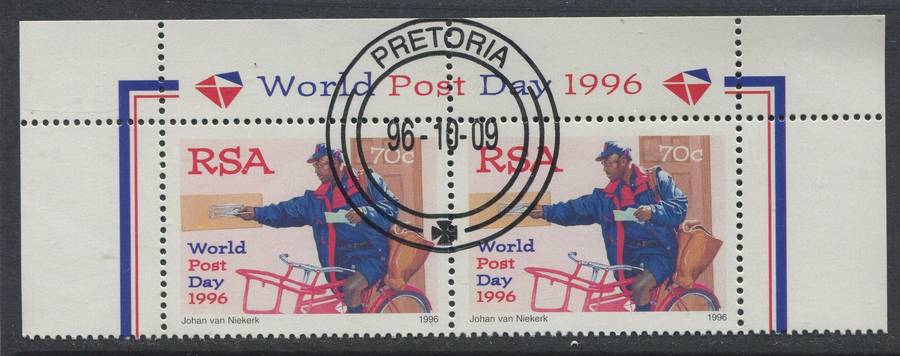 PRETORIA
World Post Day 1996
96-10-09
RSA 70c
World
Post
Day
1996
Johan van Niekerk 1996
RSA 70c
World
Post
Day
1996
Johan van Niekerk 1996